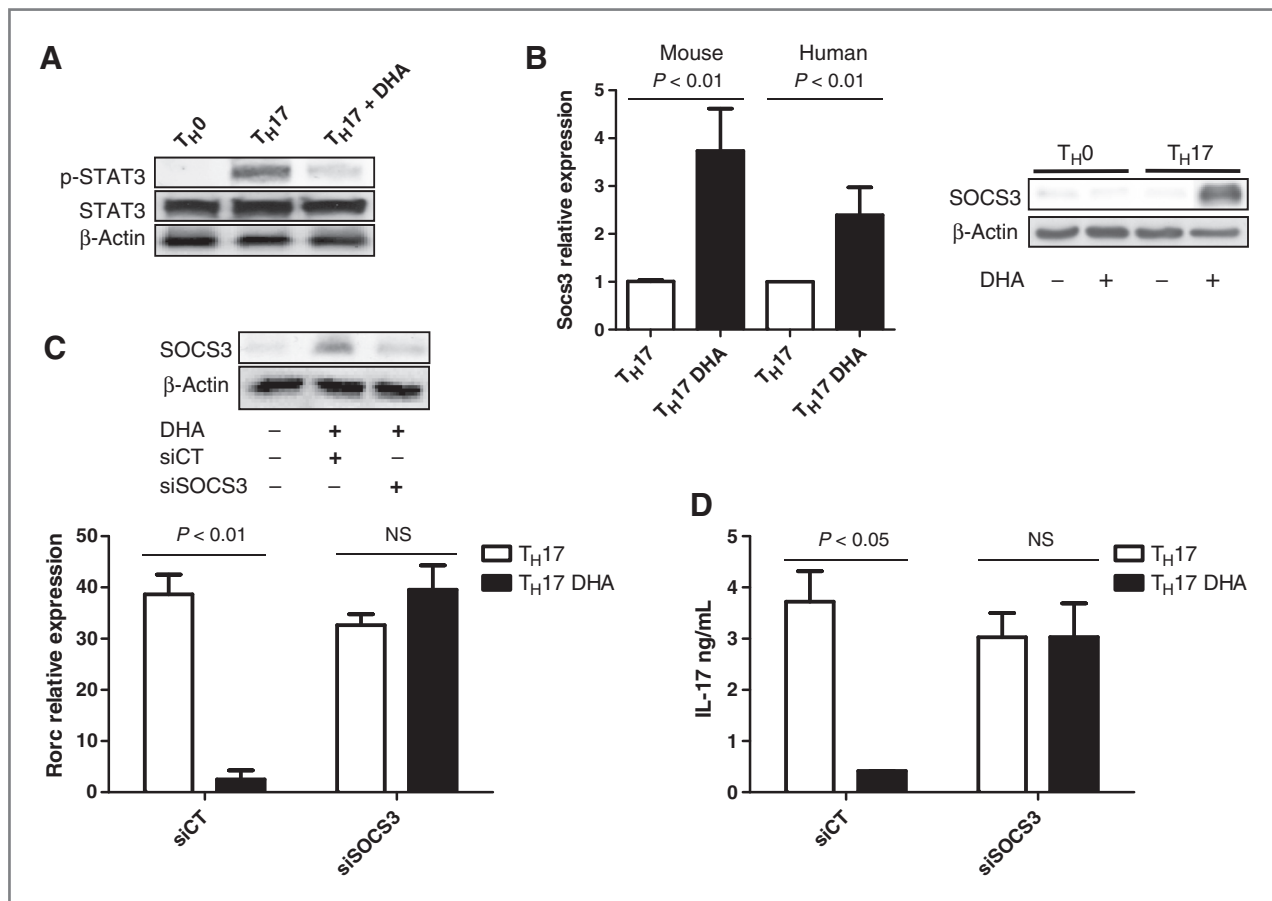 A
TH0 TH17 TH17 + DHA
p-STAT3
STAT3
β-Actin
B
Mouse Human
P < 0.01 P < 0.01
Socs3 relative expression
5
4
3
2
1
0
TH17 TH17 DHA TH17 TH17 DHA
TH0 TH17
SOCS3
β-Actin
DHA – + – +
C
SOCS3
β-Actin
DHA – + +
siCT – + –
siSOCS3 – – +
Rorc relative expression
50
40
30
20
10
0
P < 0.01 NS
TH17
TH17 DHA
siCT siSOCS3
D
IL-17 ng/mL
5
4
3
2
1
0
P < 0.05 NS
TH17
TH17 DHA
siCT siSOCS3